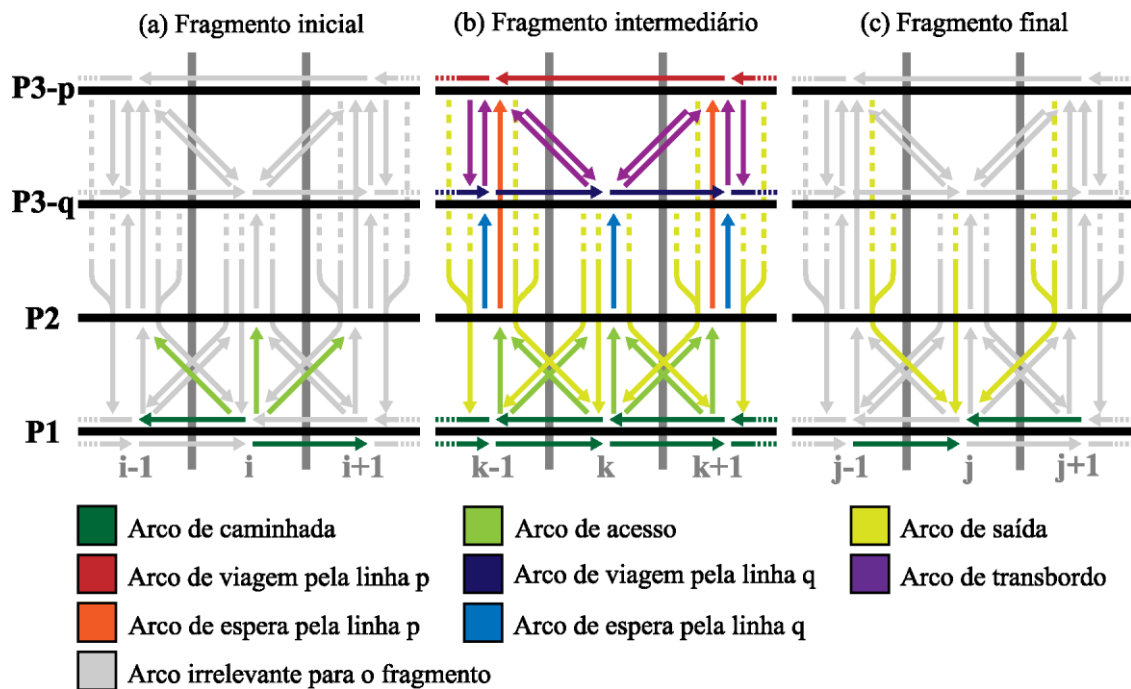 (a) Fragmento inicial
(b) Fragmento intermediário
(c) Fragmento final
P3-p
P3-q
P2
P1
i-1 i i+1
k-1 k k+1
j-1 j j+1
Arco de caminhada
Arco de acesso
Arco de saída
Arco de viagem pela linha p
Arco de viagem pela linha q
Arco de transbordo
Arco de espera pela linha p
Arco de espera pela linha q
Arco irrelevante para o fragmento